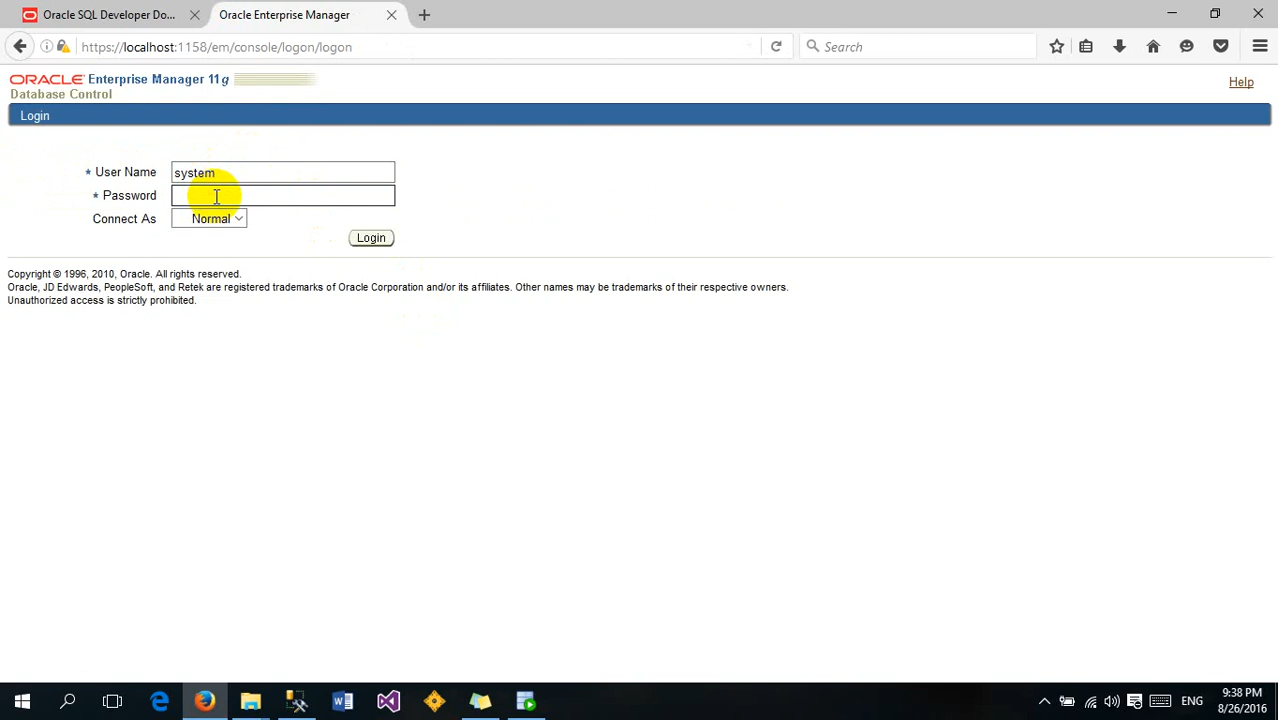 Oracle SQL Developer Do...
Oracle Enterprise Manager
https://localhost:1158/em/console/logon/logon
Search
ORACLE Enterprise Manager 11g
Database Control
Help
Login
* User Name system
* Password
Connect As Normal
Login
Copyright © 1996, 2010, Oracle. All rights reserved.
Oracle, JD Edwards, PeopleSoft, and Retek are registered trademarks of Oracle Corporation and/or its affiliates. Other names may be trademarks of their respective owners.
Unauthorized access is strictly prohibited.
ENG
9:38 PM
8/26/2016